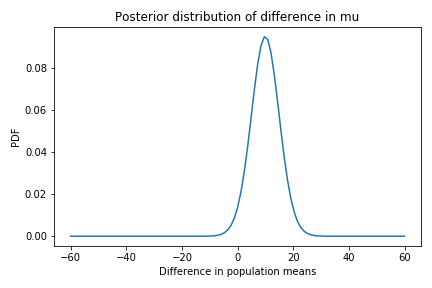 Posterior distribution of difference in mu
PDF
0.08
0.06
0.04
0.02
0.00
−60 −40 −20 0 20 40 60
Difference in population means